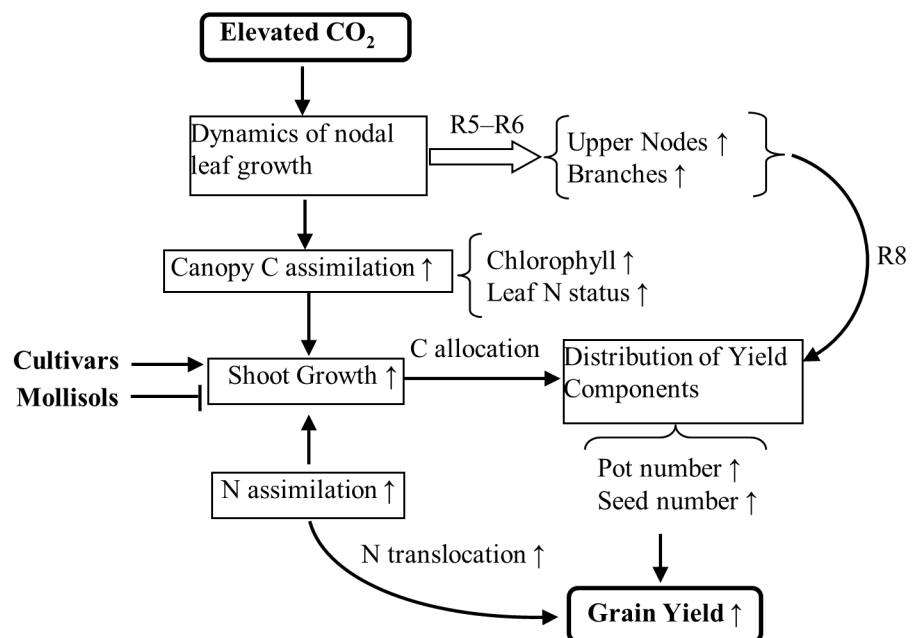 Elevated CO₂
Dynamics of nodal
leaf growth
R5–R6
Upper Nodes ↑
Branches ↑
R8
Canopy C assimilation ↑
Chlorophyll ↑
Leaf N status ↑
Cultivars
Mollisols
Shoot Growth ↑
C allocation
Distribution of Yield
Components
Pot number ↑
Seed number ↑
N assimilation ↑
N translocation ↑
Grain Yield ↑